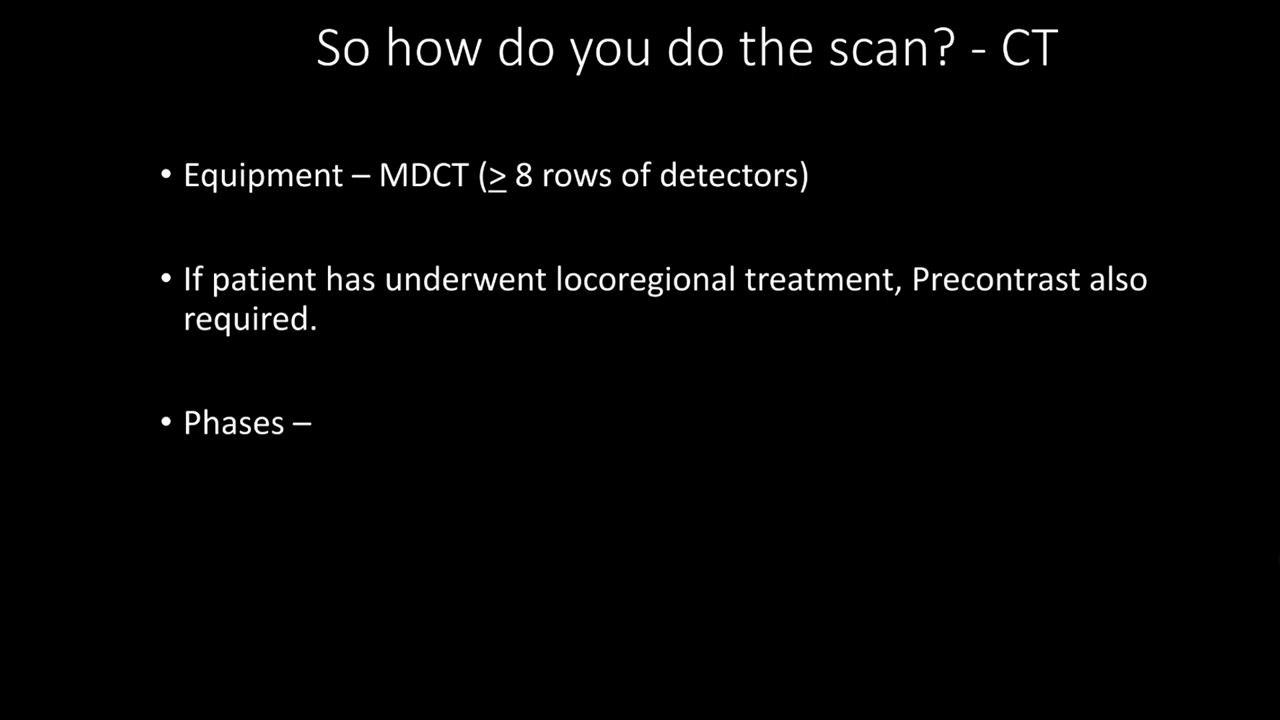 So how do you do the scan? - CT
• Equipment – MDCT (≥ 8 rows of detectors)
• If patient has underwent locoregional treatment, Precontrast also
required.
• Phases –